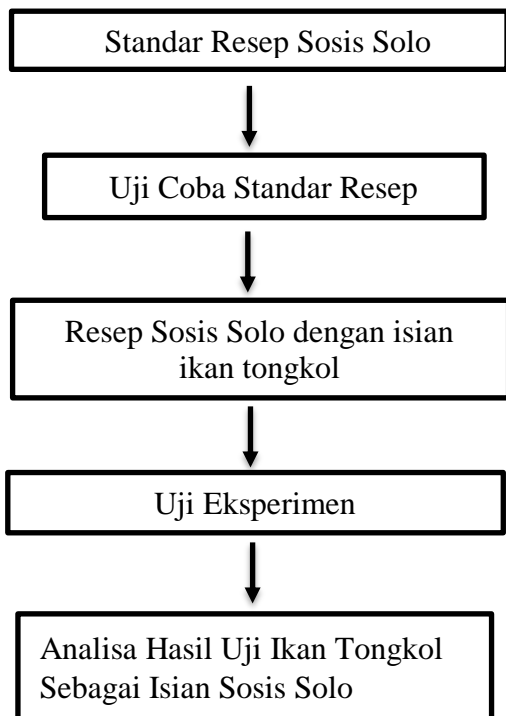 Standar Resep Sosis Solo
Uji Coba Standar Resep
Resep Sosis Solo dengan isian
ikan tongkol
Uji Eksperimen
Analisa Hasil Uji Ikan Tongkol
Sebagai Isian Sosis Solo